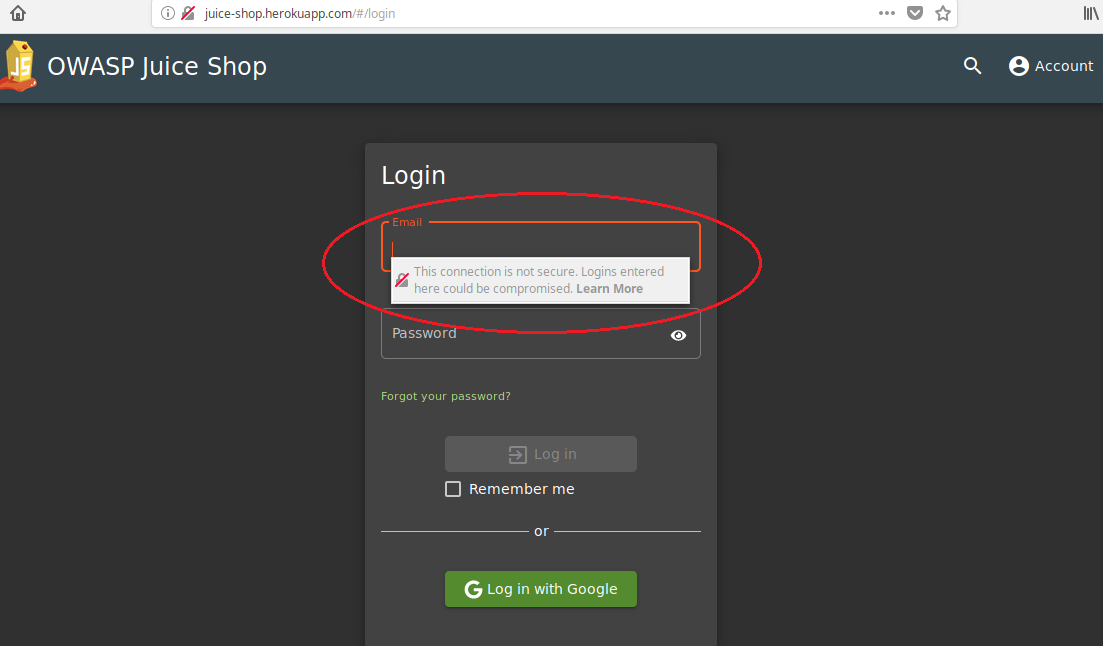 juice-shop.herokuapp.com/#/login
JS OWASP Juice Shop
Account
Login
Email
This connection is not secure. Logins entered
here could be compromised. Learn More
Password
Forgot your password?
Log in
Remember me
or
G Log in with Google